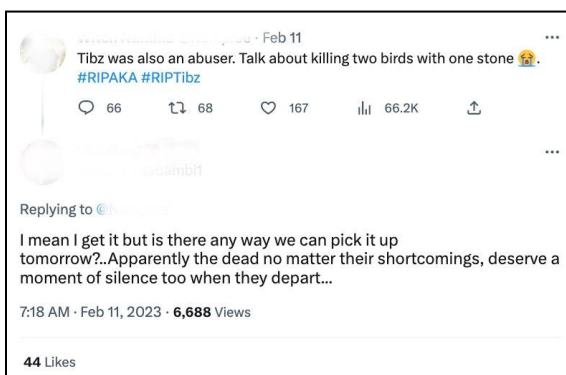 · Feb 11
Tibz was also an abuser. Talk about killing two birds with one stone 😭.
#RIPAKA #RIPTibz
66 68 167 66.2K
Replying to @
I mean I get it but is there any way we can pick it up
tomorrow?..Apparently the dead no matter their shortcomings, deserve a
moment of silence too when they depart...
7:18 AM · Feb 11, 2023 · 6,688 Views
44 Likes